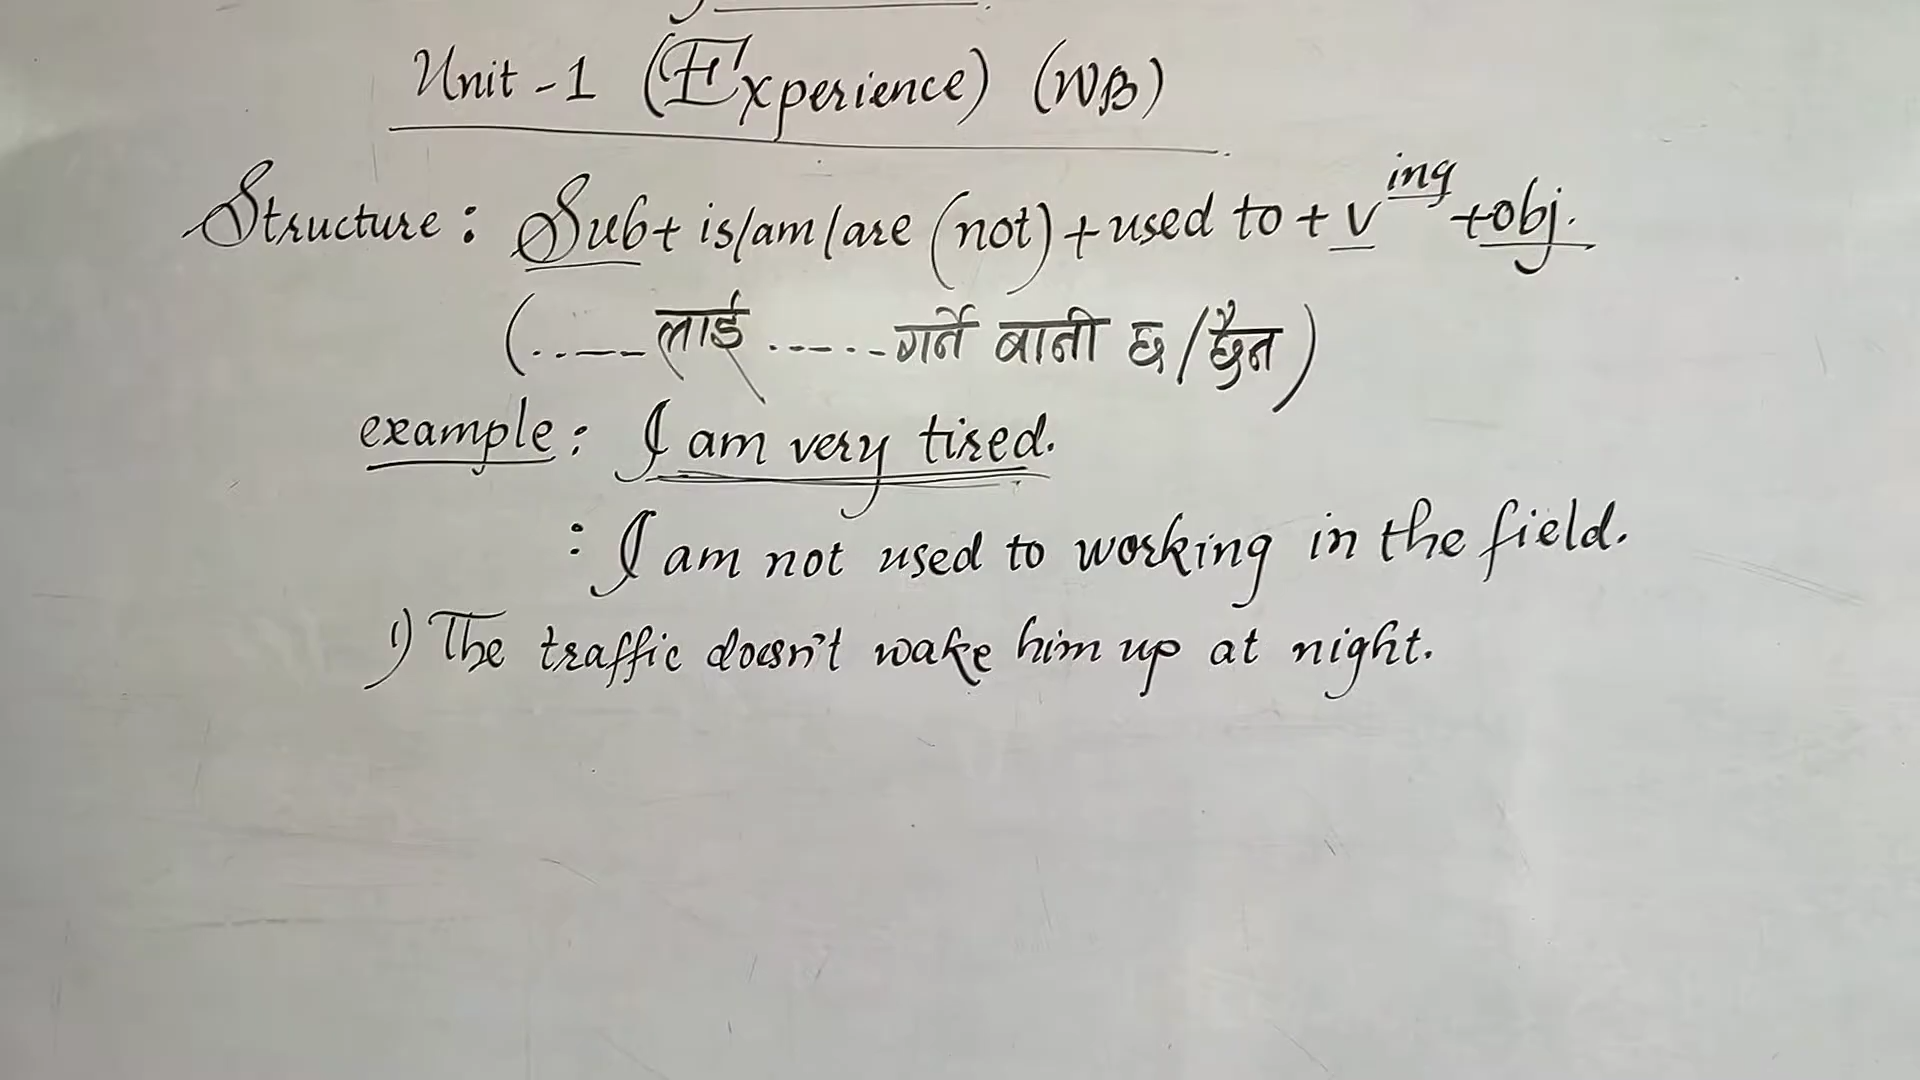 Unit - 1 (Experience) (WB)
Structure : Sub+ is/am/are (not) + used to + v ing + obj.
(..---- लाई ..---.- गर्ने बानी छ / छैन )
example : I am very tired.
: I am not used to working in the field.
1) The traffic doesn't wake him up at night.